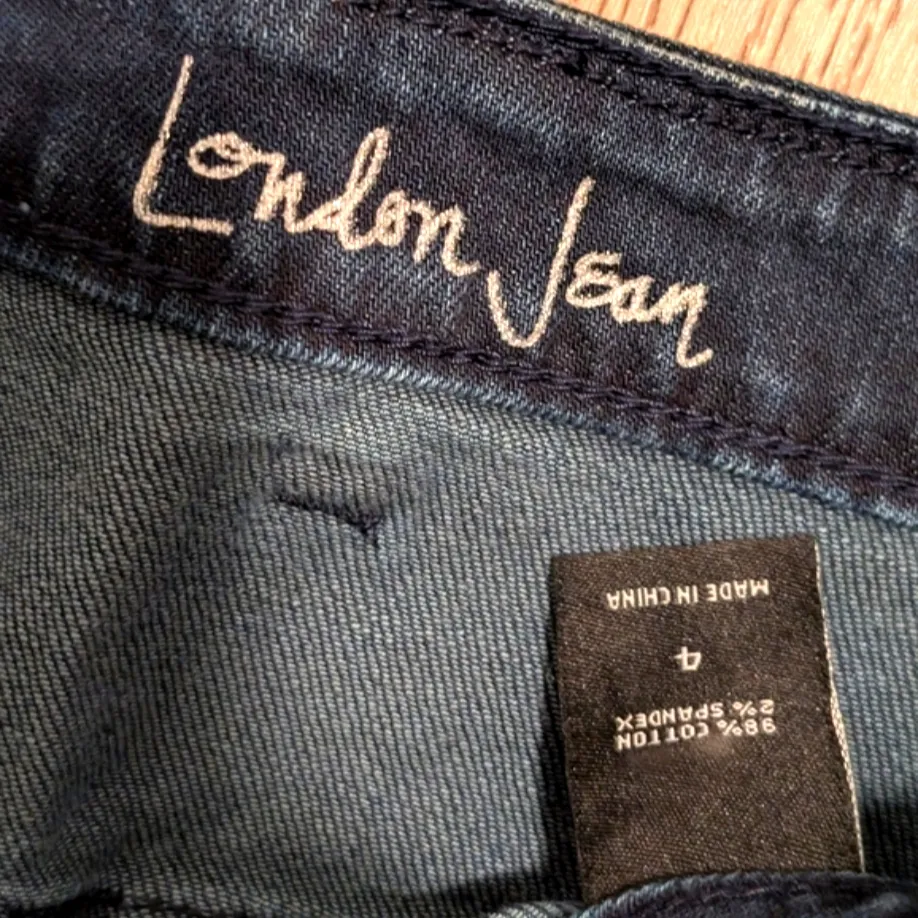 London Jean
98% COTTON
2% SPANDEX
4
MADE IN CHINA